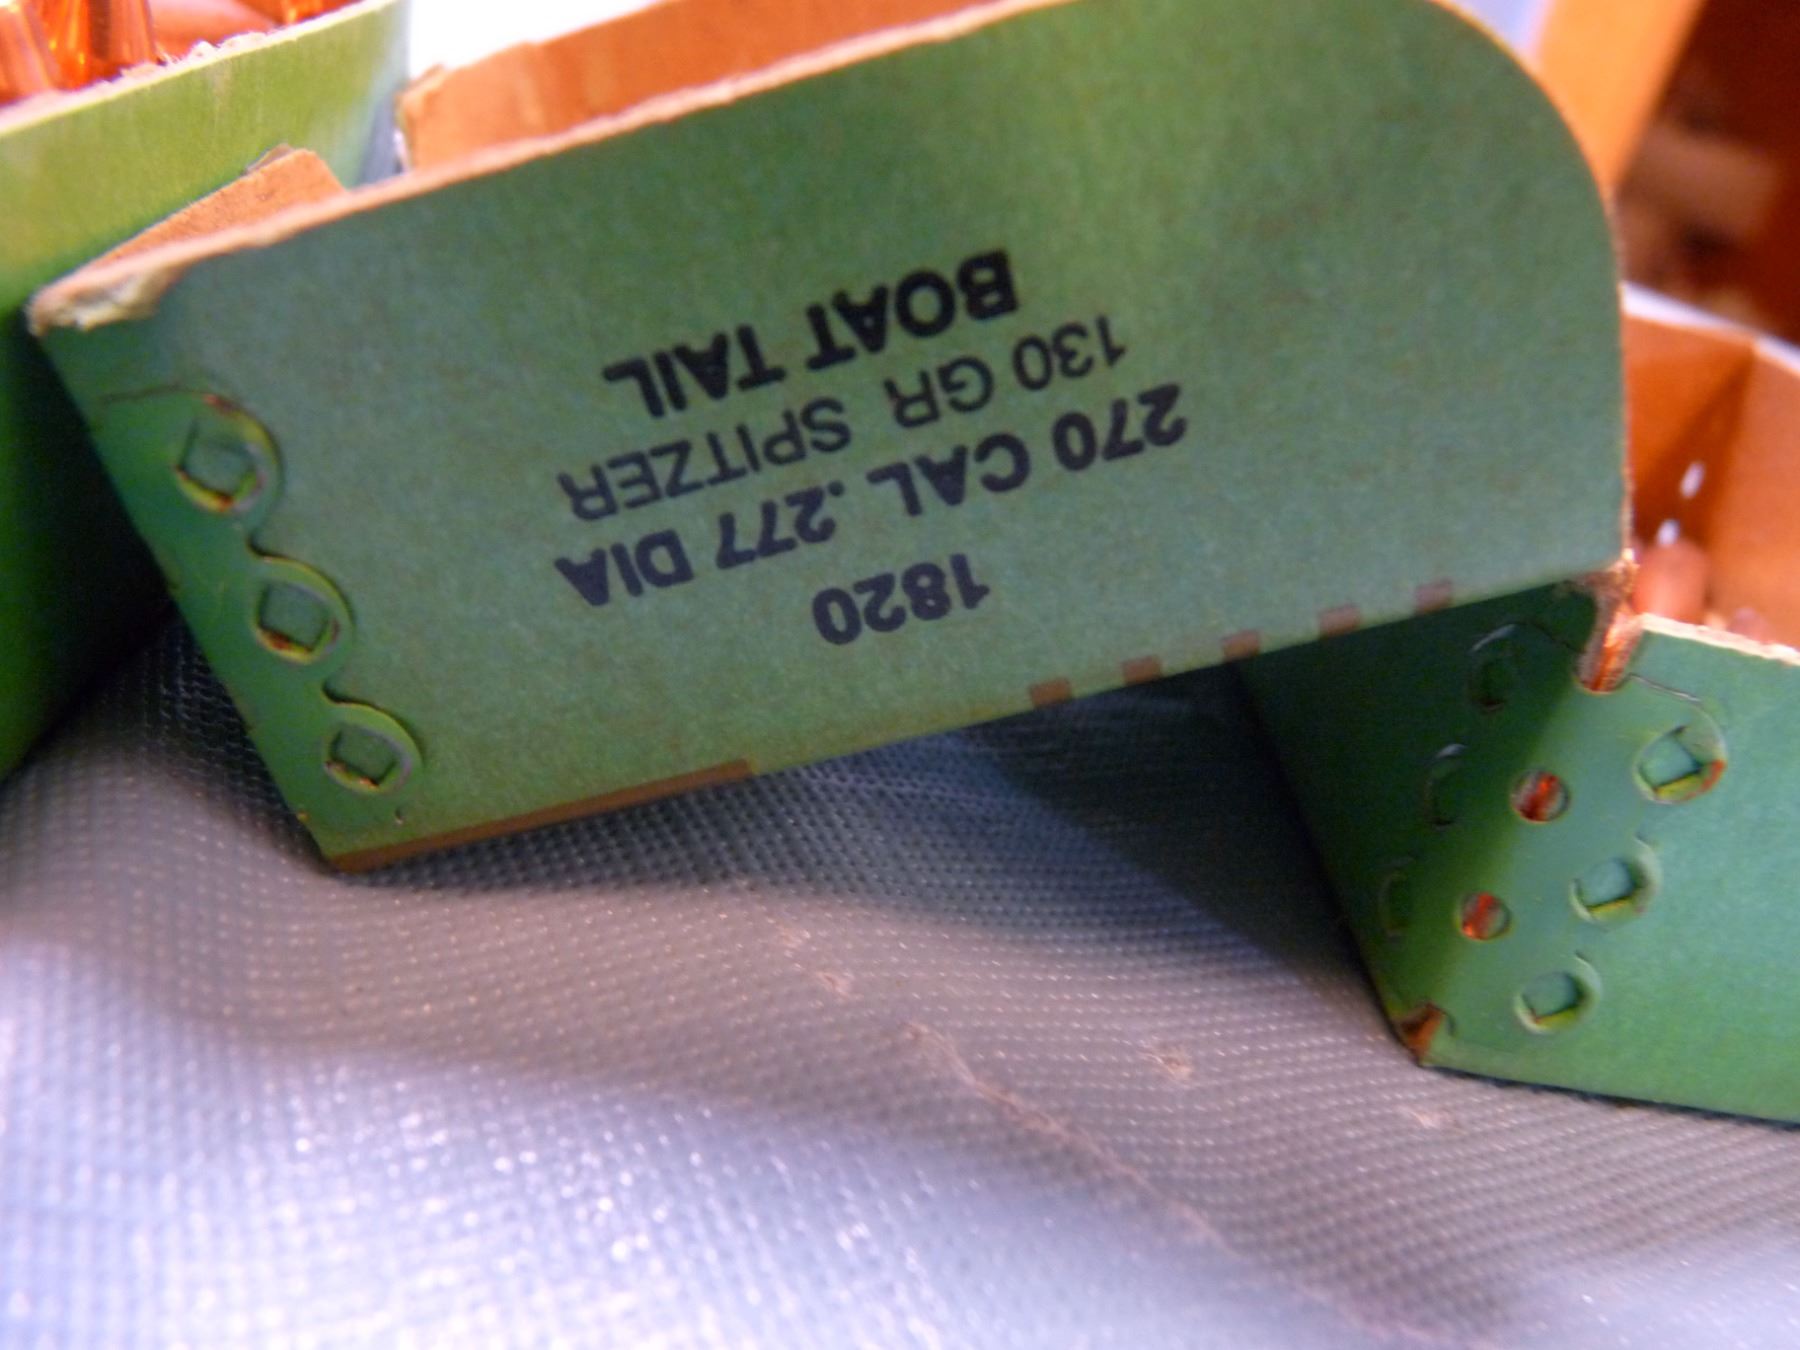 1820
270 CAL .277 DIA
130 GR SPITZER
BOAT TAIL